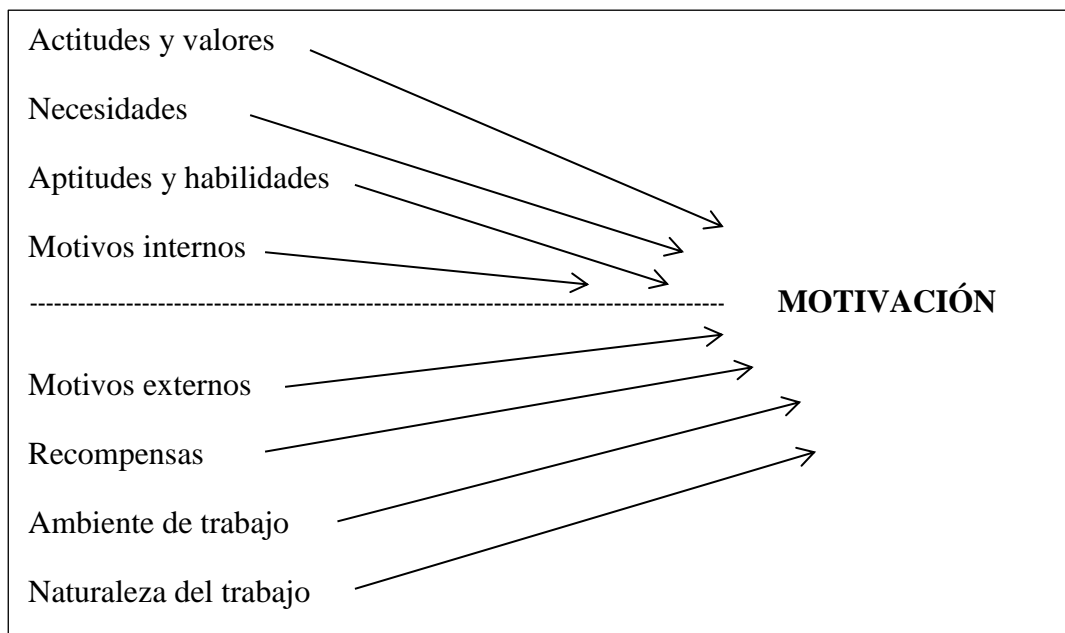 Actitudes y valores
Necesidades
Aptitudes y habilidades
Motivos internos
MOTIVACIÓN
Motivos externos
Recompensas
Ambiente de trabajo
Naturaleza del trabajo